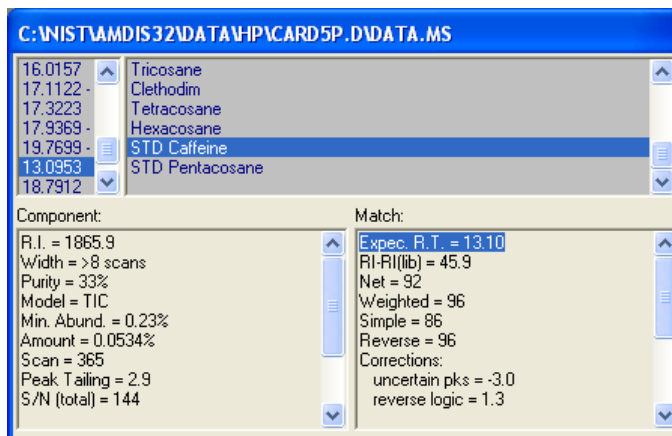 C:\NIST\AMDIS32\DATA\HP\CARD5P.D\DATA.MS
16.0157 Tricosane
17.1122 - Clethodim
17.3223 Tetracosane
17.9369 - Hexacosane
19.7699 - STD Caffeine
13.0953 STD Pentacosane
18.7912
Component: Match:
R.I. = 1865.9
Width = >8 scans
Purity = 33%
Model = TIC
Min. Abund. = 0.23%
Amount = 0.0534%
Scan = 365
Peak Tailing = 2.9
S/N (total) = 144
Expec. R.T. = 13.10
RI-RI(lib) = 45.9
Net = 92
Weighted = 96
Simple = 86
Reverse = 96
Corrections:
uncertain pks = -3.0
reverse logic = 1.3